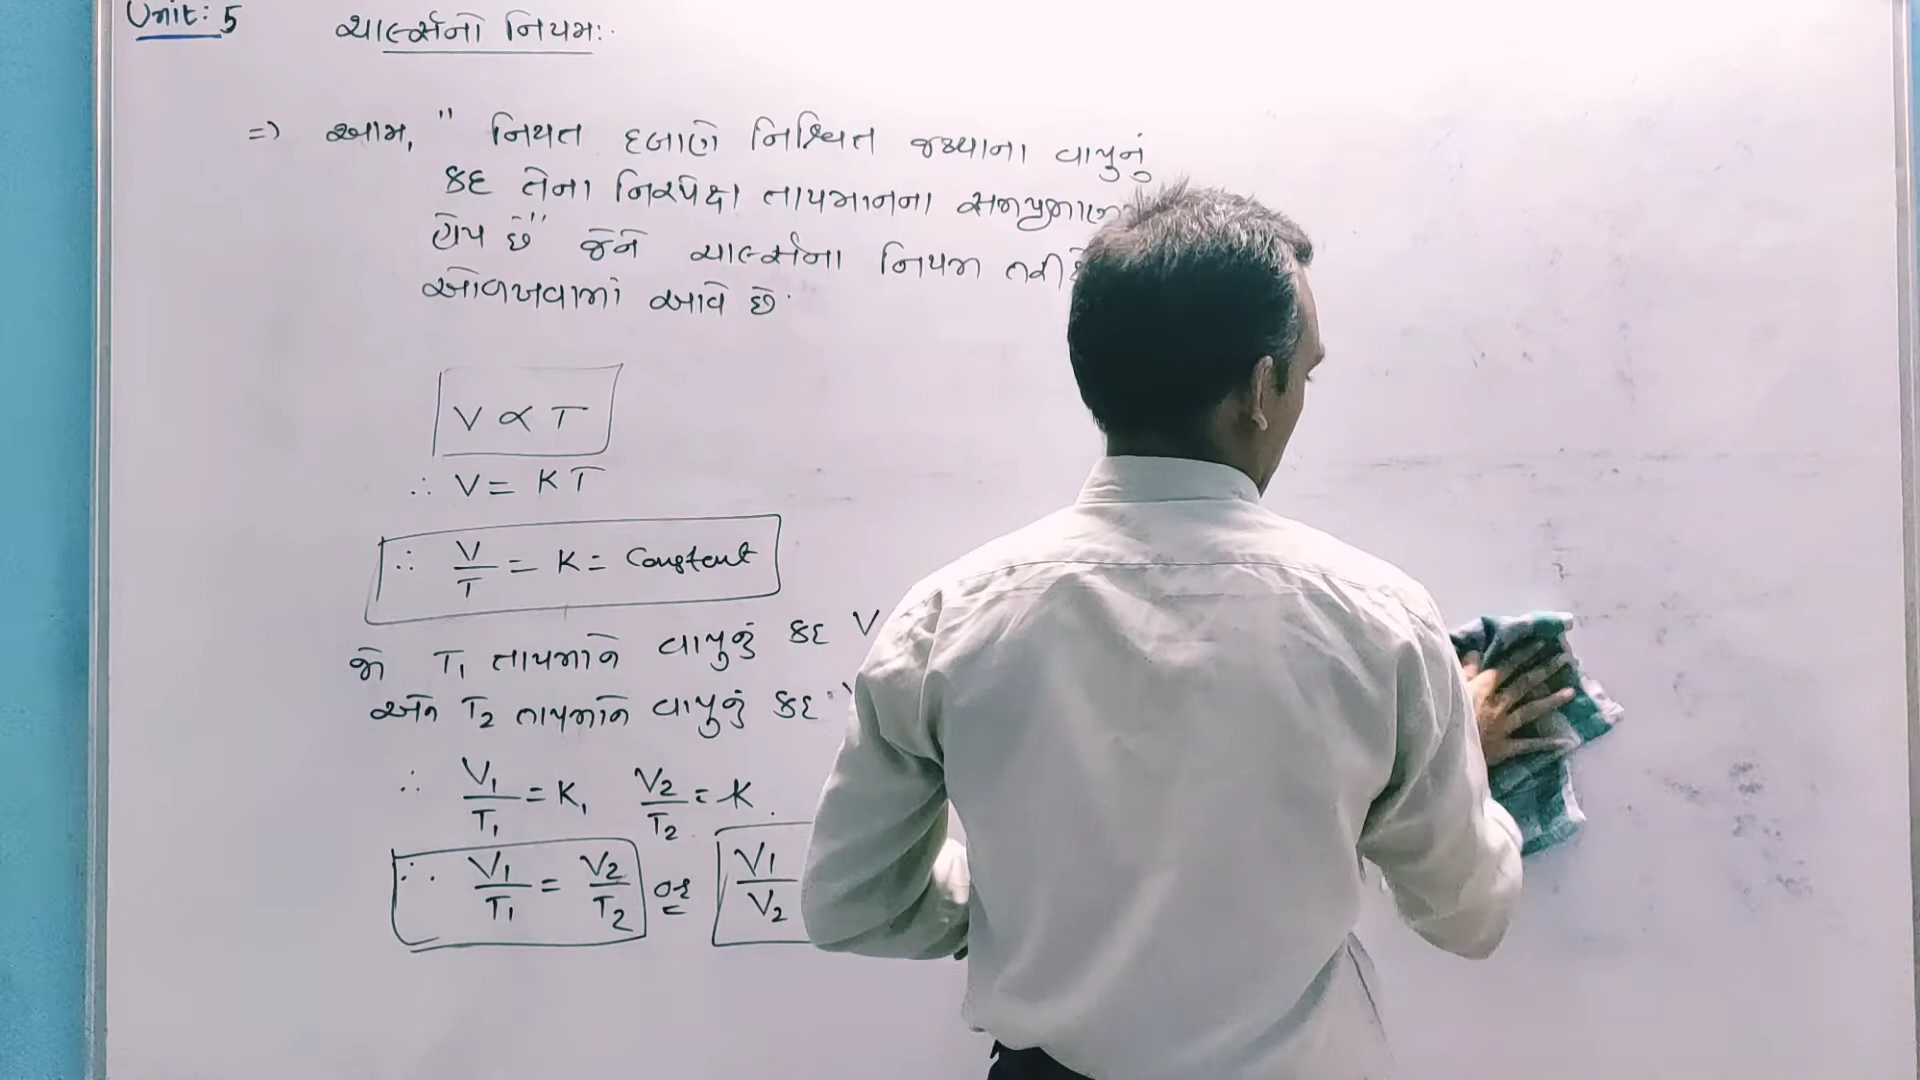 Unit: 5
ચાર્લ્સનો નિયમ:
=> આમ, " નિયત દબાણે નિશ્ચિત જથ્થાના વાયુનું
કદ તેના નિરપેક્ષ તાપમાનના સમપ્રમાણ
હોય છે" જેને ચાર્લ્સના નિયમ તરીકે
ઓળખવામાં આવે છે.
V ∝ T
∴ V = KT
∴ V/T = K = Constant
જો T₁ તાપમાને વાયુનું કદ V
અને T₂ તાપમાને વાયુનું કદ
∴ V₁/T₁ = K, V₂/T₂ = K.
∴ V₁/T₁ = V₂/T₂ or V₁/V₂